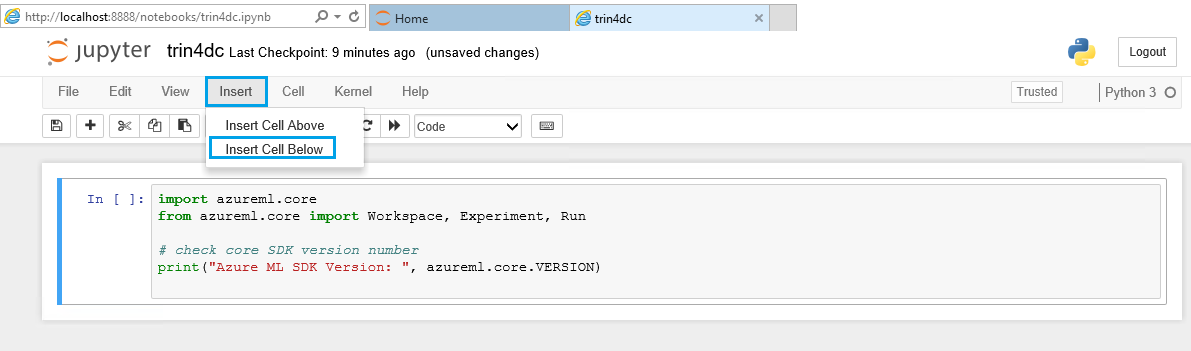 http://localhost:8888/notebooks/trin4dc.ipynb Home trin4dc
jupyter trin4dc Last Checkpoint: 9 minutes ago (unsaved changes) Logout
File Edit View Insert Cell Kernel Help Trusted Python 3
Insert Cell Above
Code
Insert Cell Below
In [ ]: import azureml.core
from azureml.core import Workspace, Experiment, Run
# check core SDK version number
print("Azure ML SDK Version: ", azureml.core.VERSION)